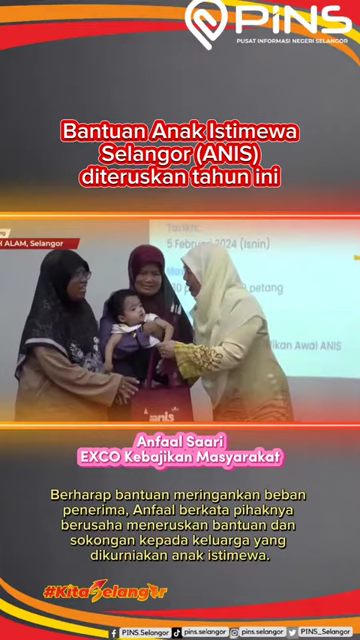 PiNS
PUSAT INFORMASI NEGERI SELANGOR
Bantuan Anak Istimewa
Selangor (ANIS)
diteruskan tahun ini
H ALAM, Selangor
Tarikh:
5 Februari 2024 (Isnin)
petang
ikan Awal ANIS
anis
Anfaal Saari
EXCO Kebajikan Masyarakat
Berharap bantuan meringankan beban
penerima, Anfaal berkata pihaknya
berusaha meneruskan bantuan dan
sokongan kepada keluarga yang
dikurniakan anak istimewa.
#KitaSelangor
PINS.Selangor pins.selangor pins.selangor PINS_Selangor